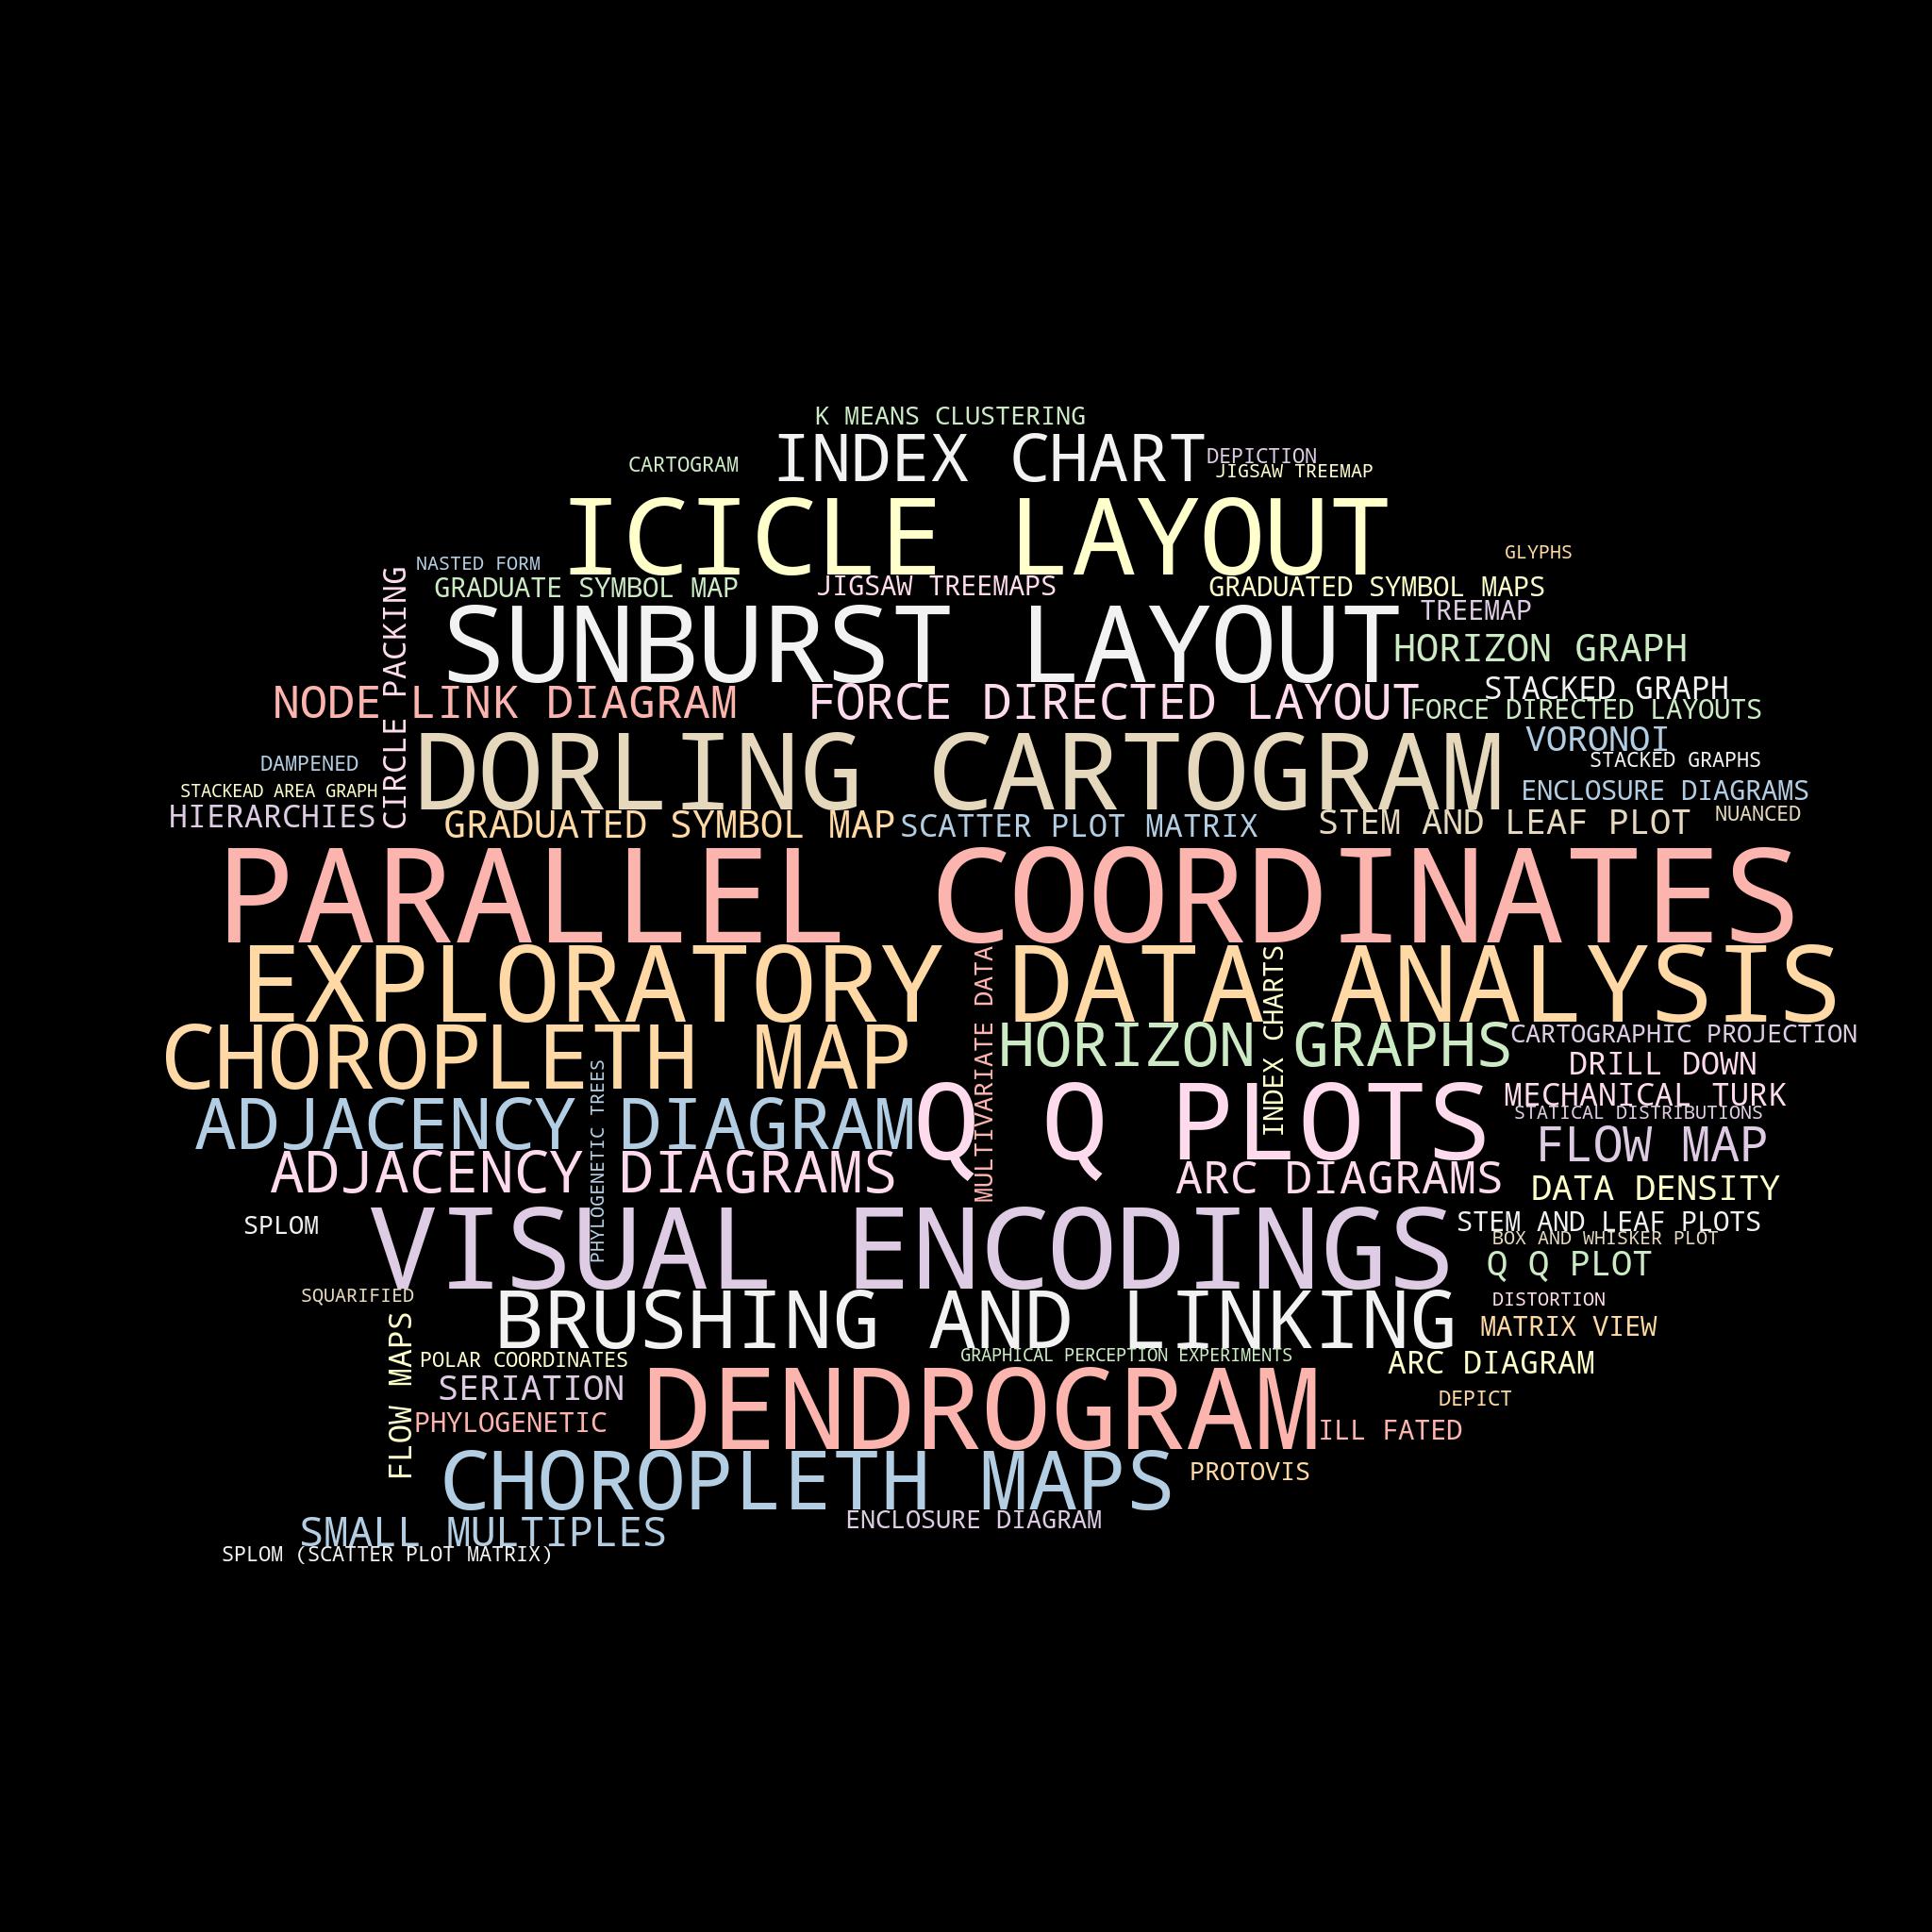 K MEANS CLUSTERING
INDEX CHART
CARTOGRAM
DEPICTION
JIGSAW TREEMAP
ICICLE LAYOUT
GLYPHS
NASTED FORM
GRADUATE SYMBOL MAP
JIGSAW TREEMAPS
GRADUATED SYMBOL MAPS
CIRCLE PACKING
SUNBURST LAYOUT
TREEMAP
HORIZON GRAPH
NODE LINK DIAGRAM
FORCE DIRECTED LAYOUT
STACKED GRAPH
FORCE DIRECTED LAYOUTS
DORLING CARTOGRAM
VORONOI
STACKED GRAPHS
DAMPENED
STACKEAD AREA GRAPH
ENCLOSURE DIAGRAMS
HIERARCHIES
GRADUATED SYMBOL MAP
SCATTER PLOT MATRIX
STEM AND LEAF PLOT
NUANCED
PARALLEL COORDINATES
EXPLORATORY DATA ANALYSIS
MULTIVARIATE DATA
INDEX CHARTS
CHOROPLETH MAP
HORIZON GRAPHS
CARTOGRAPHIC PROJECTION
DRILL DOWN
PHYLOGENETIC TREES
ADJACENCY DIAGRAM
Q Q PLOTS
MECHANICAL TURK
STATICAL DISTRIBUTIONS
FLOW MAP
ADJACENCY DIAGRAMS
ARC DIAGRAMS
DATA DENSITY
SPLOM
VISUAL ENCODINGS
STEM AND LEAF PLOTS
BOX AND WHISKER PLOT
Q Q PLOT
SQUARIFIED
BRUSHING AND LINKING
DISTORTION
MATRIX VIEW
FLOW MAPS
POLAR COORDINATES
GRAPHICAL PERCEPTION EXPERIMENTS
ARC DIAGRAM
SERIATION
DENDROGRAM
DEPICT
PHYLOGENETIC
ILL FATED
CHOROPLETH MAPS
PROTOVIS
SMALL MULTIPLES
ENCLOSURE DIAGRAM
SPLOM (SCATTER PLOT MATRIX)